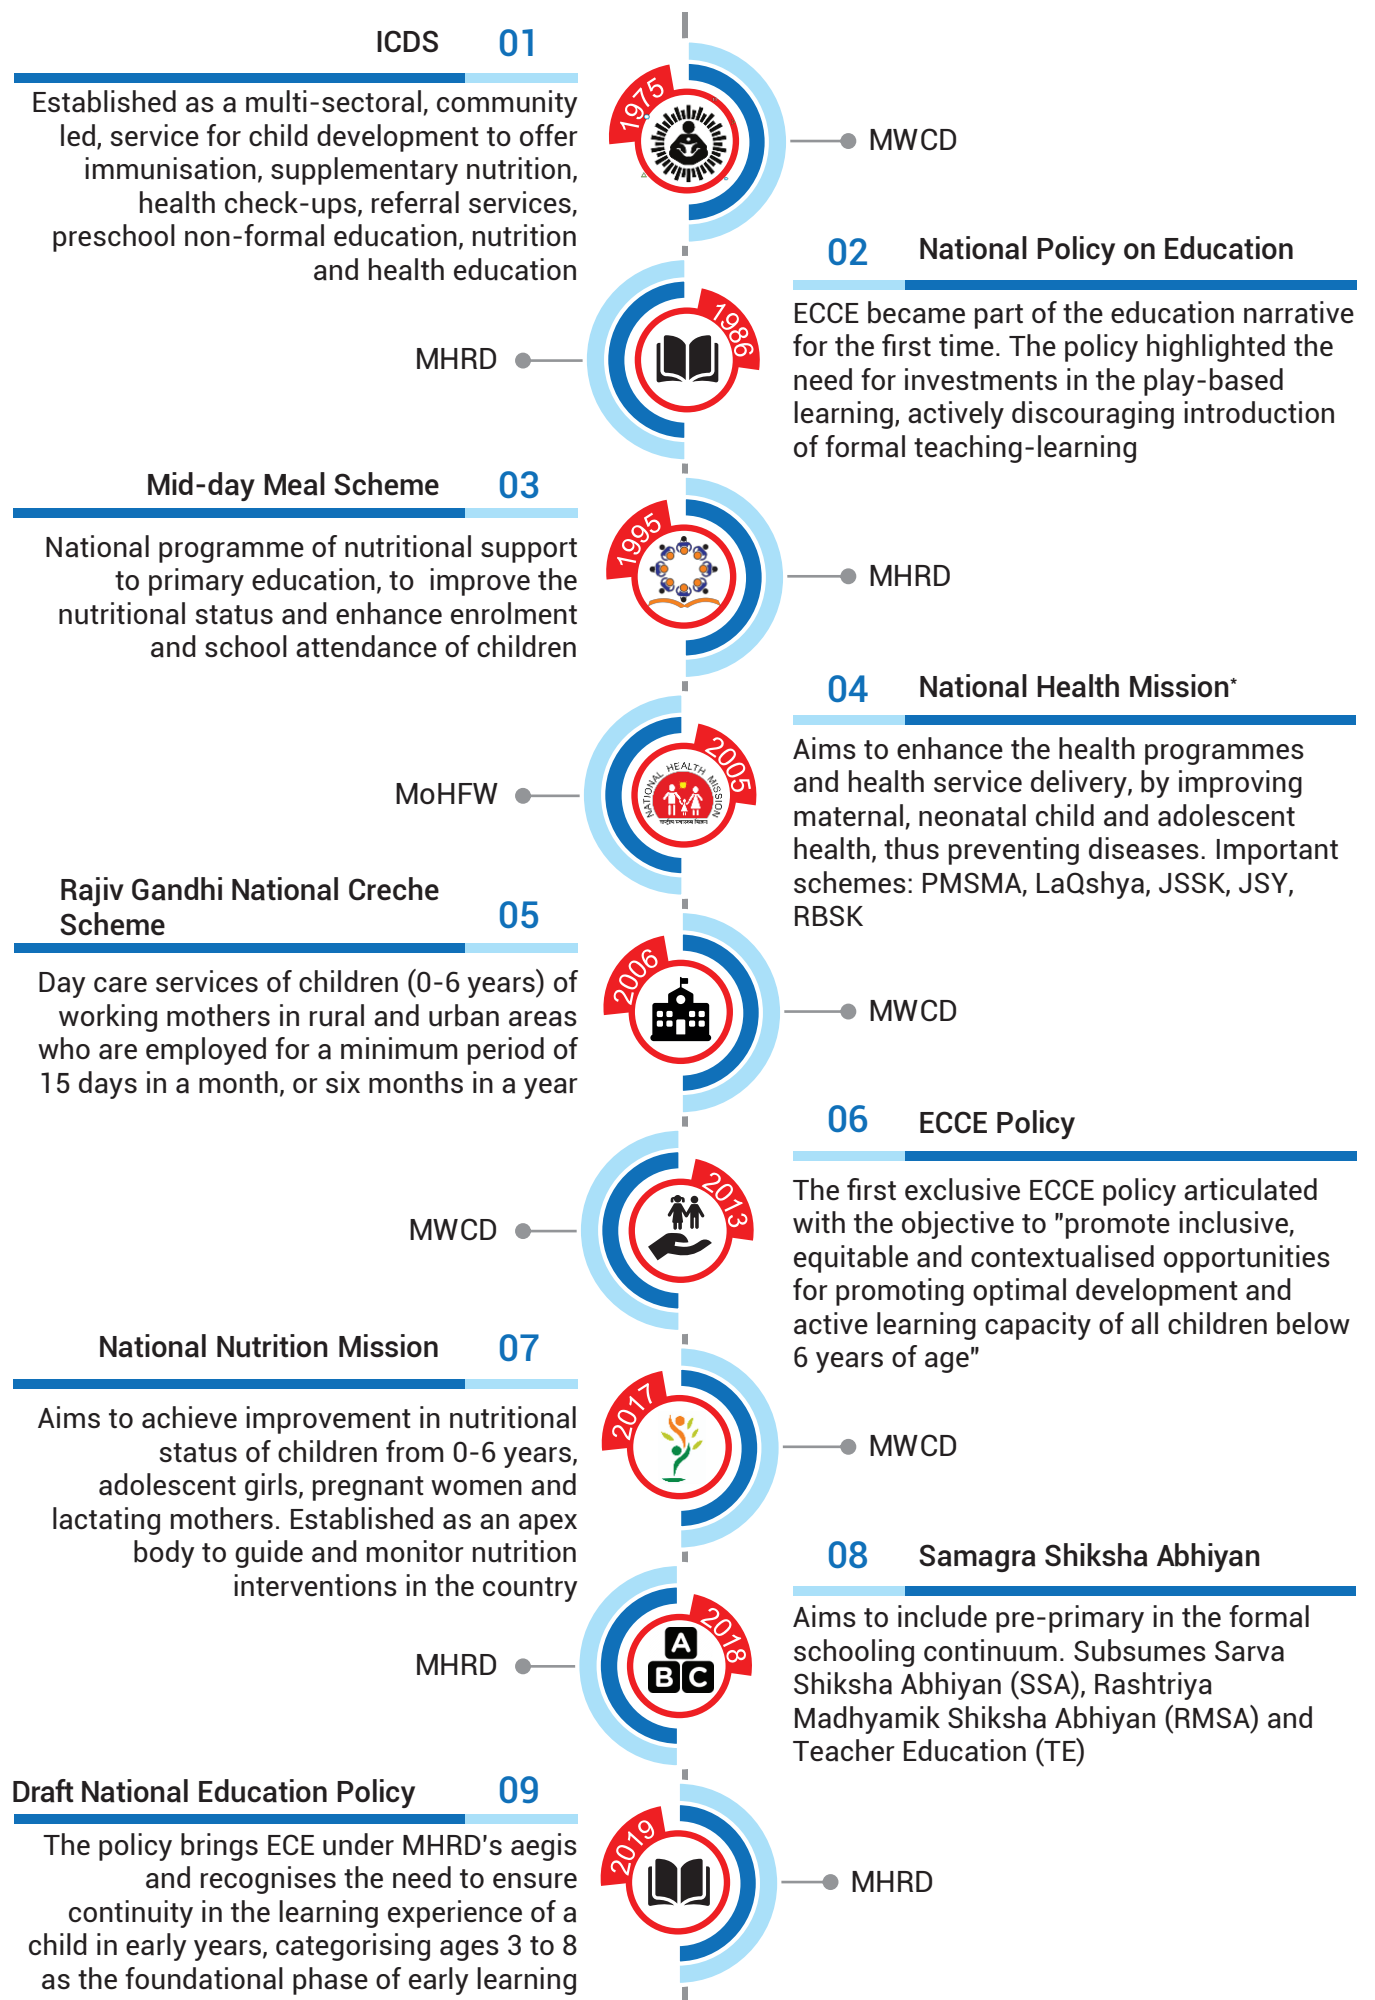 ICDS 01
1975
Established as a multi-sectoral, community
led, service for child development to offer
immunisation, supplementary nutrition,
health check-ups, referral services,
preschool non-formal education, nutrition
and health education
MWCD
02 National Policy on Education
1986
ECCE became part of the education narrative
for the first time. The policy highlighted the
need for investments in the play-based
learning, actively discouraging introduction
of formal teaching-learning
MHRD
Mid-day Meal Scheme 03
1995
National programme of nutritional support
to primary education, to improve the
nutritional status and enhance enrolment
and school attendance of children
MHRD
04 National Health Mission*
2005
NATIONAL HEALTH MISSION
राष्ट्रीय स्वास्थ्य मिशन
Aims to enhance the health programmes
and health service delivery, by improving
maternal, neonatal child and adolescent
health, thus preventing diseases. Important
schemes: PMSMA, LaQshya, JSSK, JSY,
RBSK
MoHFW
Rajiv Gandhi National Creche
Scheme 05
2006
Day care services of children (0-6 years) of
working mothers in rural and urban areas
who are employed for a minimum period of
15 days in a month, or six months in a year
MWCD
06 ECCE Policy
2013
The first exclusive ECCE policy articulated
with the objective to "promote inclusive,
equitable and contextualised opportunities
for promoting optimal development and
active learning capacity of all children below
6 years of age"
MWCD
National Nutrition Mission 07
2017
Aims to achieve improvement in nutritional
status of children from 0-6 years,
adolescent girls, pregnant women and
lactating mothers. Established as an apex
body to guide and monitor nutrition
interventions in the country
MWCD
08 Samagra Shiksha Abhiyan
2018
A
B C
Aims to include pre-primary in the formal
schooling continuum. Subsumes Sarva
Shiksha Abhiyan (SSA), Rashtriya
Madhyamik Shiksha Abhiyan (RMSA) and
Teacher Education (TE)
MHRD
Draft National Education Policy 09
2019
The policy brings ECE under MHRD's aegis
and recognises the need to ensure
continuity in the learning experience of a
child in early years, categorising ages 3 to 8
as the foundational phase of early learning
MHRD